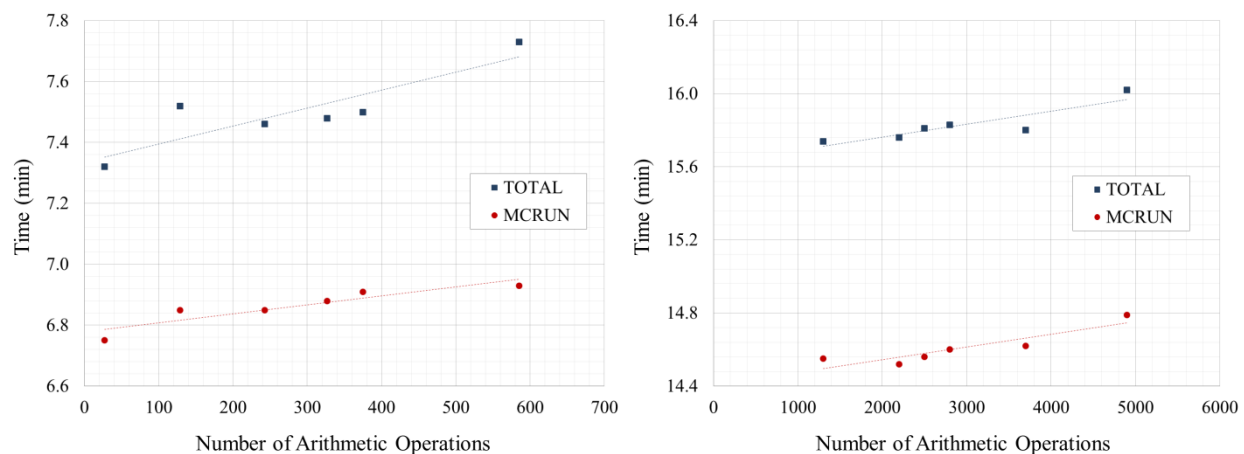 7.8
7.6
7.4
7.2
7.0
6.8
6.6
Time (min)
TOTAL
MCRUN
0 100 200 300 400 500 600 700
Number of Arithmetic Operations
16.4
16.0
15.6
15.2
14.8
14.4
Time (min)
TOTAL
MCRUN
0 1000 2000 3000 4000 5000 6000
Number of Arithmetic Operations